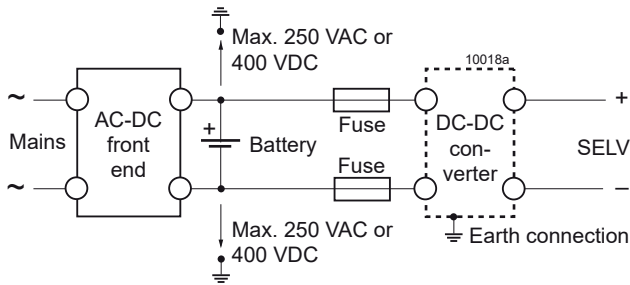 Max. 250 VAC or
400 VDC
10018a
~
+
Mains
AC-DC
front
end
+
Battery
Fuse
Fuse
DC-DC
con-
verter
SELV
~
–
Max. 250 VAC or
400 VDC
Earth connection